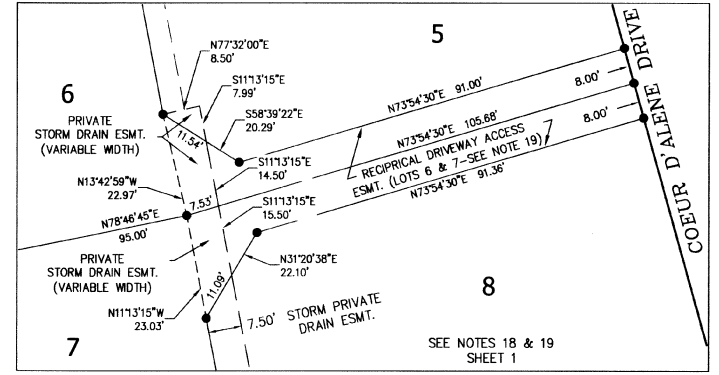 5
N77°32'00"E
8.50'
S11°13'15"E
7.99'
6
PRIVATE
STORM DRAIN ESMT.
(VARIABLE WIDTH)
S58°39'22"E
20.29'
11.54'
N73°54'30"E 91.00'
8.00'
COEUR D'ALENE DRIVE
N73°54'30"E 105.68'
8.00'
RECIPRICAL DRIVEWAY ACCESS
ESMT. (LOTS 6 & 7-SEE NOTE 19)
N73°54'30"E 91.36'
S11°13'15"E
14.50'
N13°42'59"W
22.97'
7.53'
S11°13'15"E
15.50'
N78°46'45"E
95.00'
PRIVATE
STORM DRAIN ESMT.
(VARIABLE WIDTH)
N31°20'38"E
22.10'
11.09'
N11°13'15"W
23.03'
7.50' STORM PRIVATE
DRAIN ESMT.
8
7
SEE NOTES 18 & 19
SHEET 1